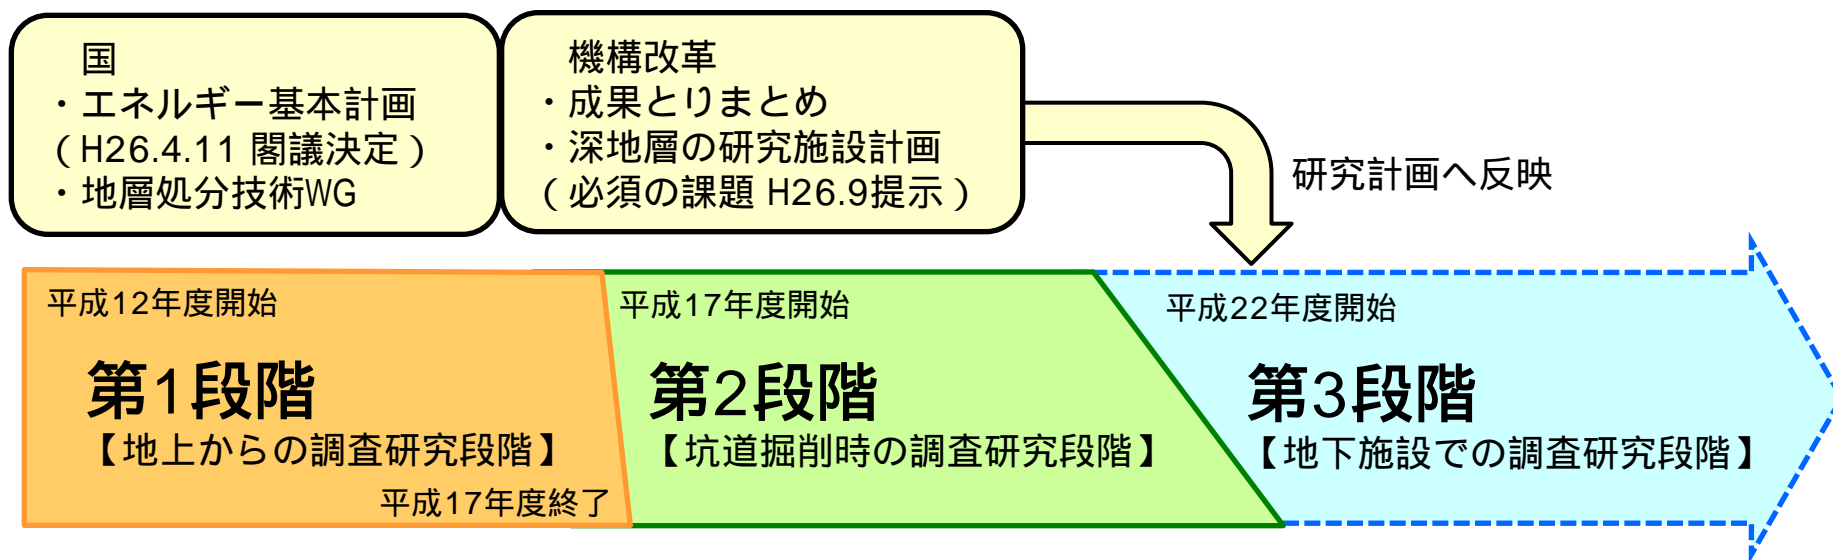 国
・エネルギー基本計画
（H26.4.11 閣議決定）
・地層処分技術WG
機構改革
・成果とりまとめ
・深地層の研究施設計画
（必須の課題 H26.9提示）
研究計画へ反映
平成12年度開始
第1段階
【地上からの調査研究段階】
平成17年度終了
平成17年度開始
第2段階
【坑道掘削時の調査研究段階】
平成22年度開始
第3段階
【地下施設での調査研究段階】